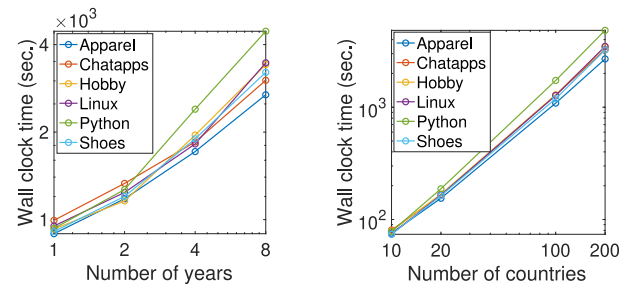 × 10³
4
2
1
Wall clock time (sec.)
Apparel
Chatapps
Hobby
Linux
Python
Shoes
1 2 4 8
Number of years
10³
10²
Wall clock time (sec.)
Apparel
Chatapps
Hobby
Linux
Python
Shoes
10 20 100 200
Number of countries